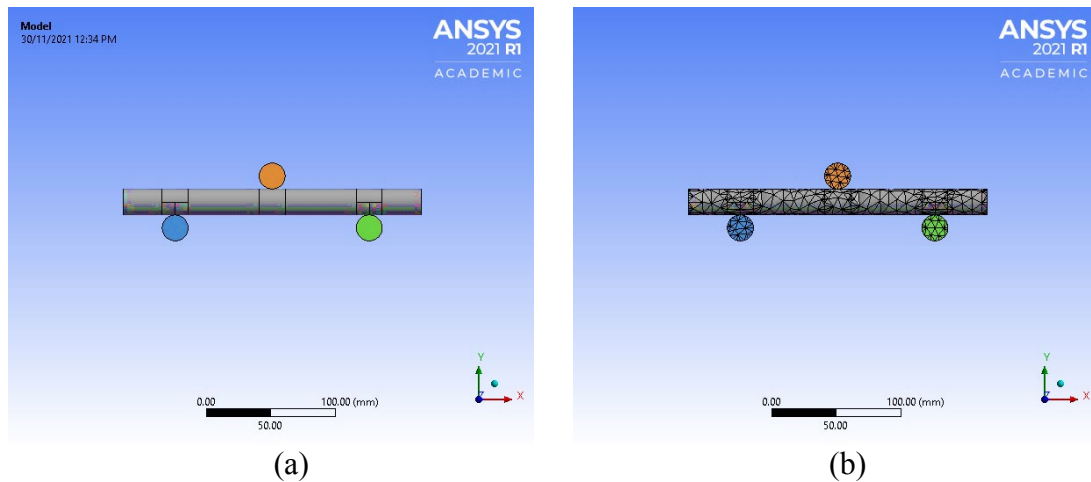 Model
30/11/2021 12:34 PM
ANSYS
2021 R1
ACADEMIC
Y
Z
X
0.00
100.00 (mm)
50.00
(a)
ANSYS
2021 R1
ACADEMIC
Y
Z
X
0.00
100.00 (mm)
50.00
(b)